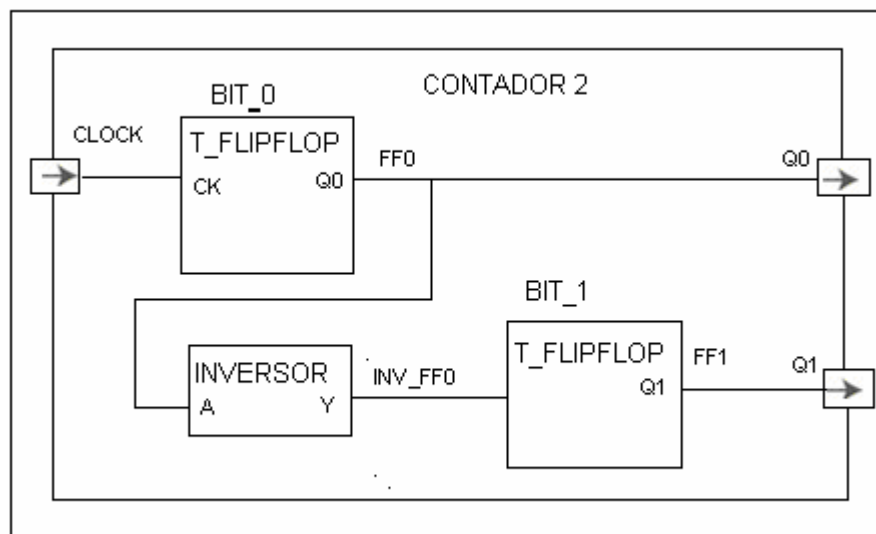 CONTADOR 2
BIT_0
CLOCK
T_FLIPFLOP
FF0
Q0
CK
Q0
BIT_1
INVERSOR
INV_FF0
T_FLIPFLOP
FF1
Q1
A
Y
Q1